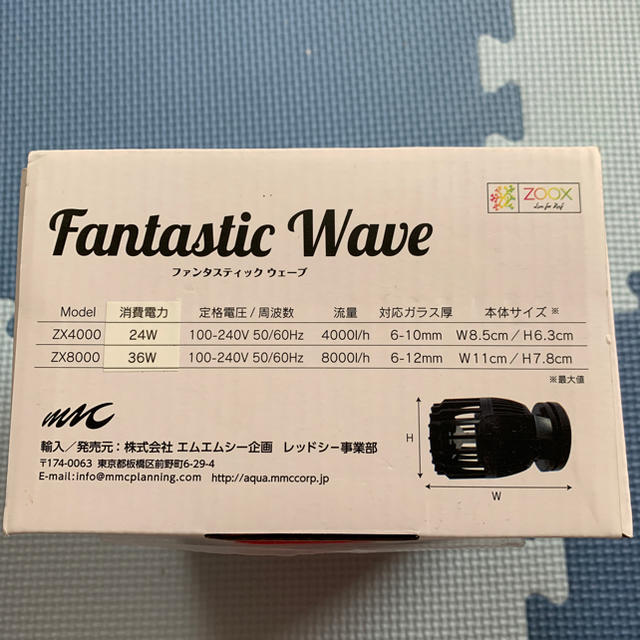 ZOOX
Fantastic Wave
ファンタスティック ウェーブ
Model 消費電力 定格電圧 / 周波数 流量 対応ガラス厚 本体サイズ ※
ZX4000 24W 100-240V 50/60Hz 4000l/h 6-10mm W8.5cm / H6.3cm
ZX8000 36W 100-240V 50/60Hz 8000l/h 6-12mm W11cm / H7.8cm
※最大値
mmc
輸入／発売元：株式会社 エムエムシー企画 レッドシー事業部
〒174-0063 東京都板橋区前野町6-29-4
E-mail:info@mmcplanning.com http://aqua.mmccorp.jp/
H
W